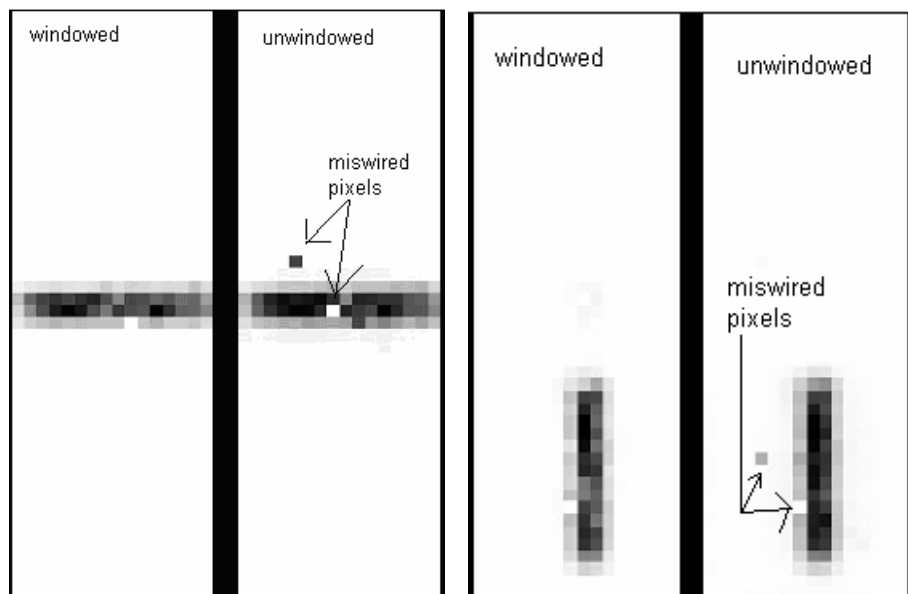 windowed
unwindowed
miswired
pixels
windowed
unwindowed
miswired
pixels